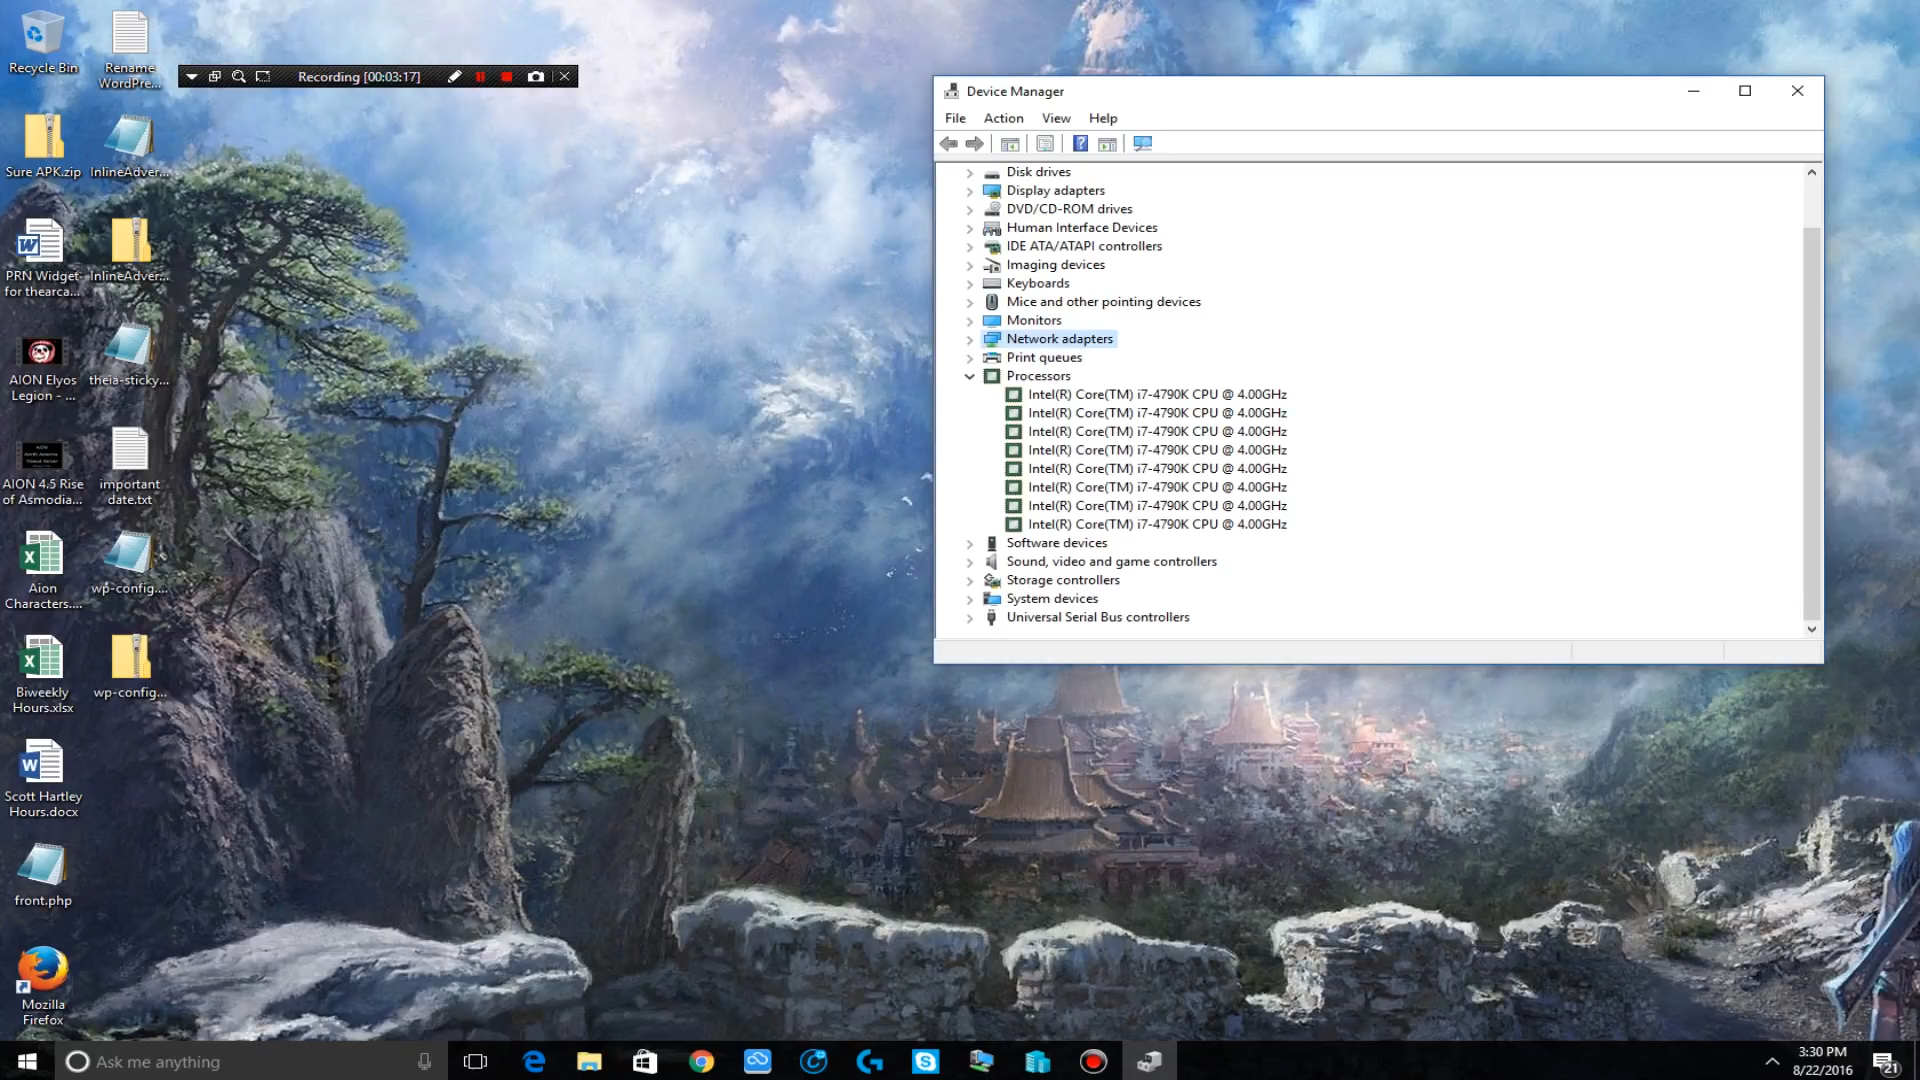 Recycle Bin
Rename
WordPre...
Recording [00:03:17]
Sure APK.zip
InlineAdver...
PRN Widget
for thearca...
InlineAdver...
AION Elyos
Legion - ...
theia-sticky...
AION 4.5 Rise
of Asmodia...
important
date.txt
Aion
Characters....
wp-config....
Biweekly
Hours.xlsx
wp-config...
Scott Hartley
Hours.docx
front.php
Mozilla
Firefox
Device Manager
File Action View Help
Disk drives
Display adapters
DVD/CD-ROM drives
Human Interface Devices
IDE ATA/ATAPI controllers
Imaging devices
Keyboards
Mice and other pointing devices
Monitors
Network adapters
Print queues
Processors
Intel(R) Core(TM) i7-4790K CPU @ 4.00GHz
Intel(R) Core(TM) i7-4790K CPU @ 4.00GHz
Intel(R) Core(TM) i7-4790K CPU @ 4.00GHz
Intel(R) Core(TM) i7-4790K CPU @ 4.00GHz
Intel(R) Core(TM) i7-4790K CPU @ 4.00GHz
Intel(R) Core(TM) i7-4790K CPU @ 4.00GHz
Intel(R) Core(TM) i7-4790K CPU @ 4.00GHz
Intel(R) Core(TM) i7-4790K CPU @ 4.00GHz
Software devices
Sound, video and game controllers
Storage controllers
System devices
Universal Serial Bus controllers
Ask me anything
3:30 PM
8/22/2016
21